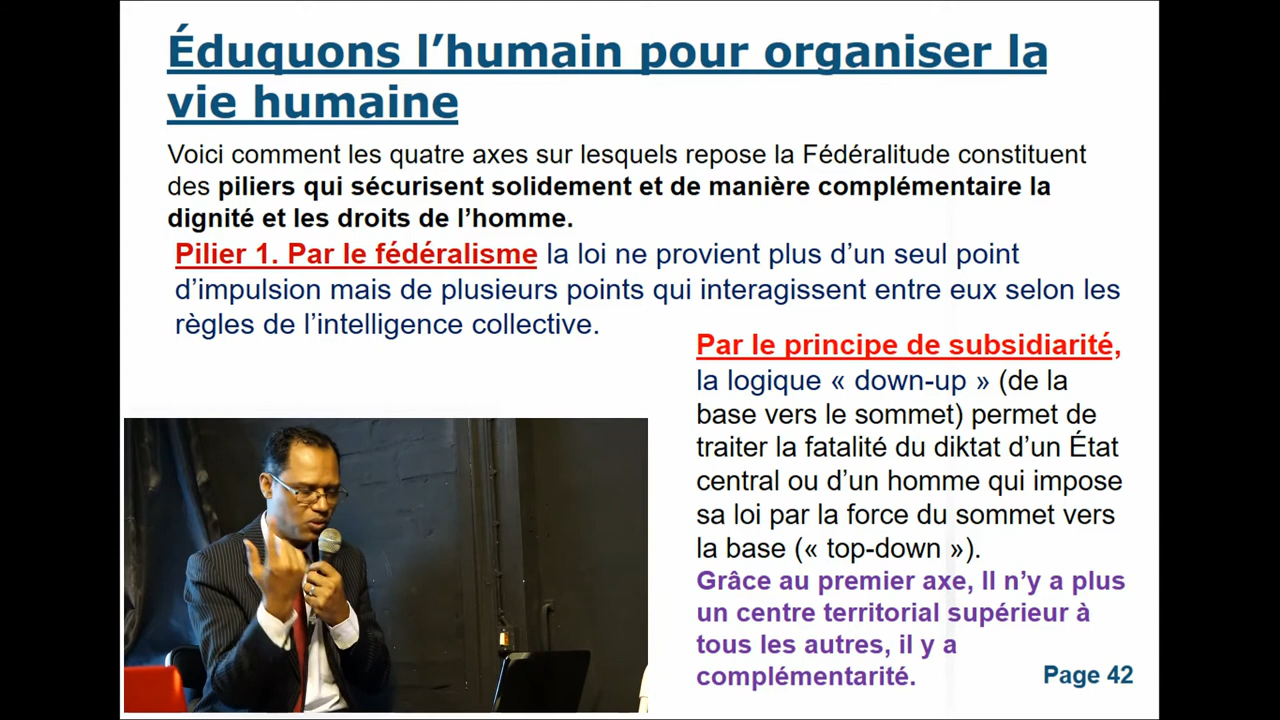 Éduquons l’humain pour organiser la
vie humaine
Voici comment les quatre axes sur lesquels repose la Fédéralitude constituent
des piliers qui sécurisent solidement et de manière complémentaire la
dignité et les droits de l’homme.
Pilier 1. Par le fédéralisme la loi ne provient plus d’un seul point
d’impulsion mais de plusieurs points qui interagissent entre eux selon les
règles de l’intelligence collective.
Par le principe de subsidiarité,
la logique « down-up » (de la
base vers le sommet) permet de
traiter la fatalité du diktat d’un État
central ou d’un homme qui impose
sa loi par la force du sommet vers
la base (« top-down »).
Grâce au premier axe, Il n’y a plus
un centre territorial supérieur à
tous les autres, il y a
complémentarité.
Page 42